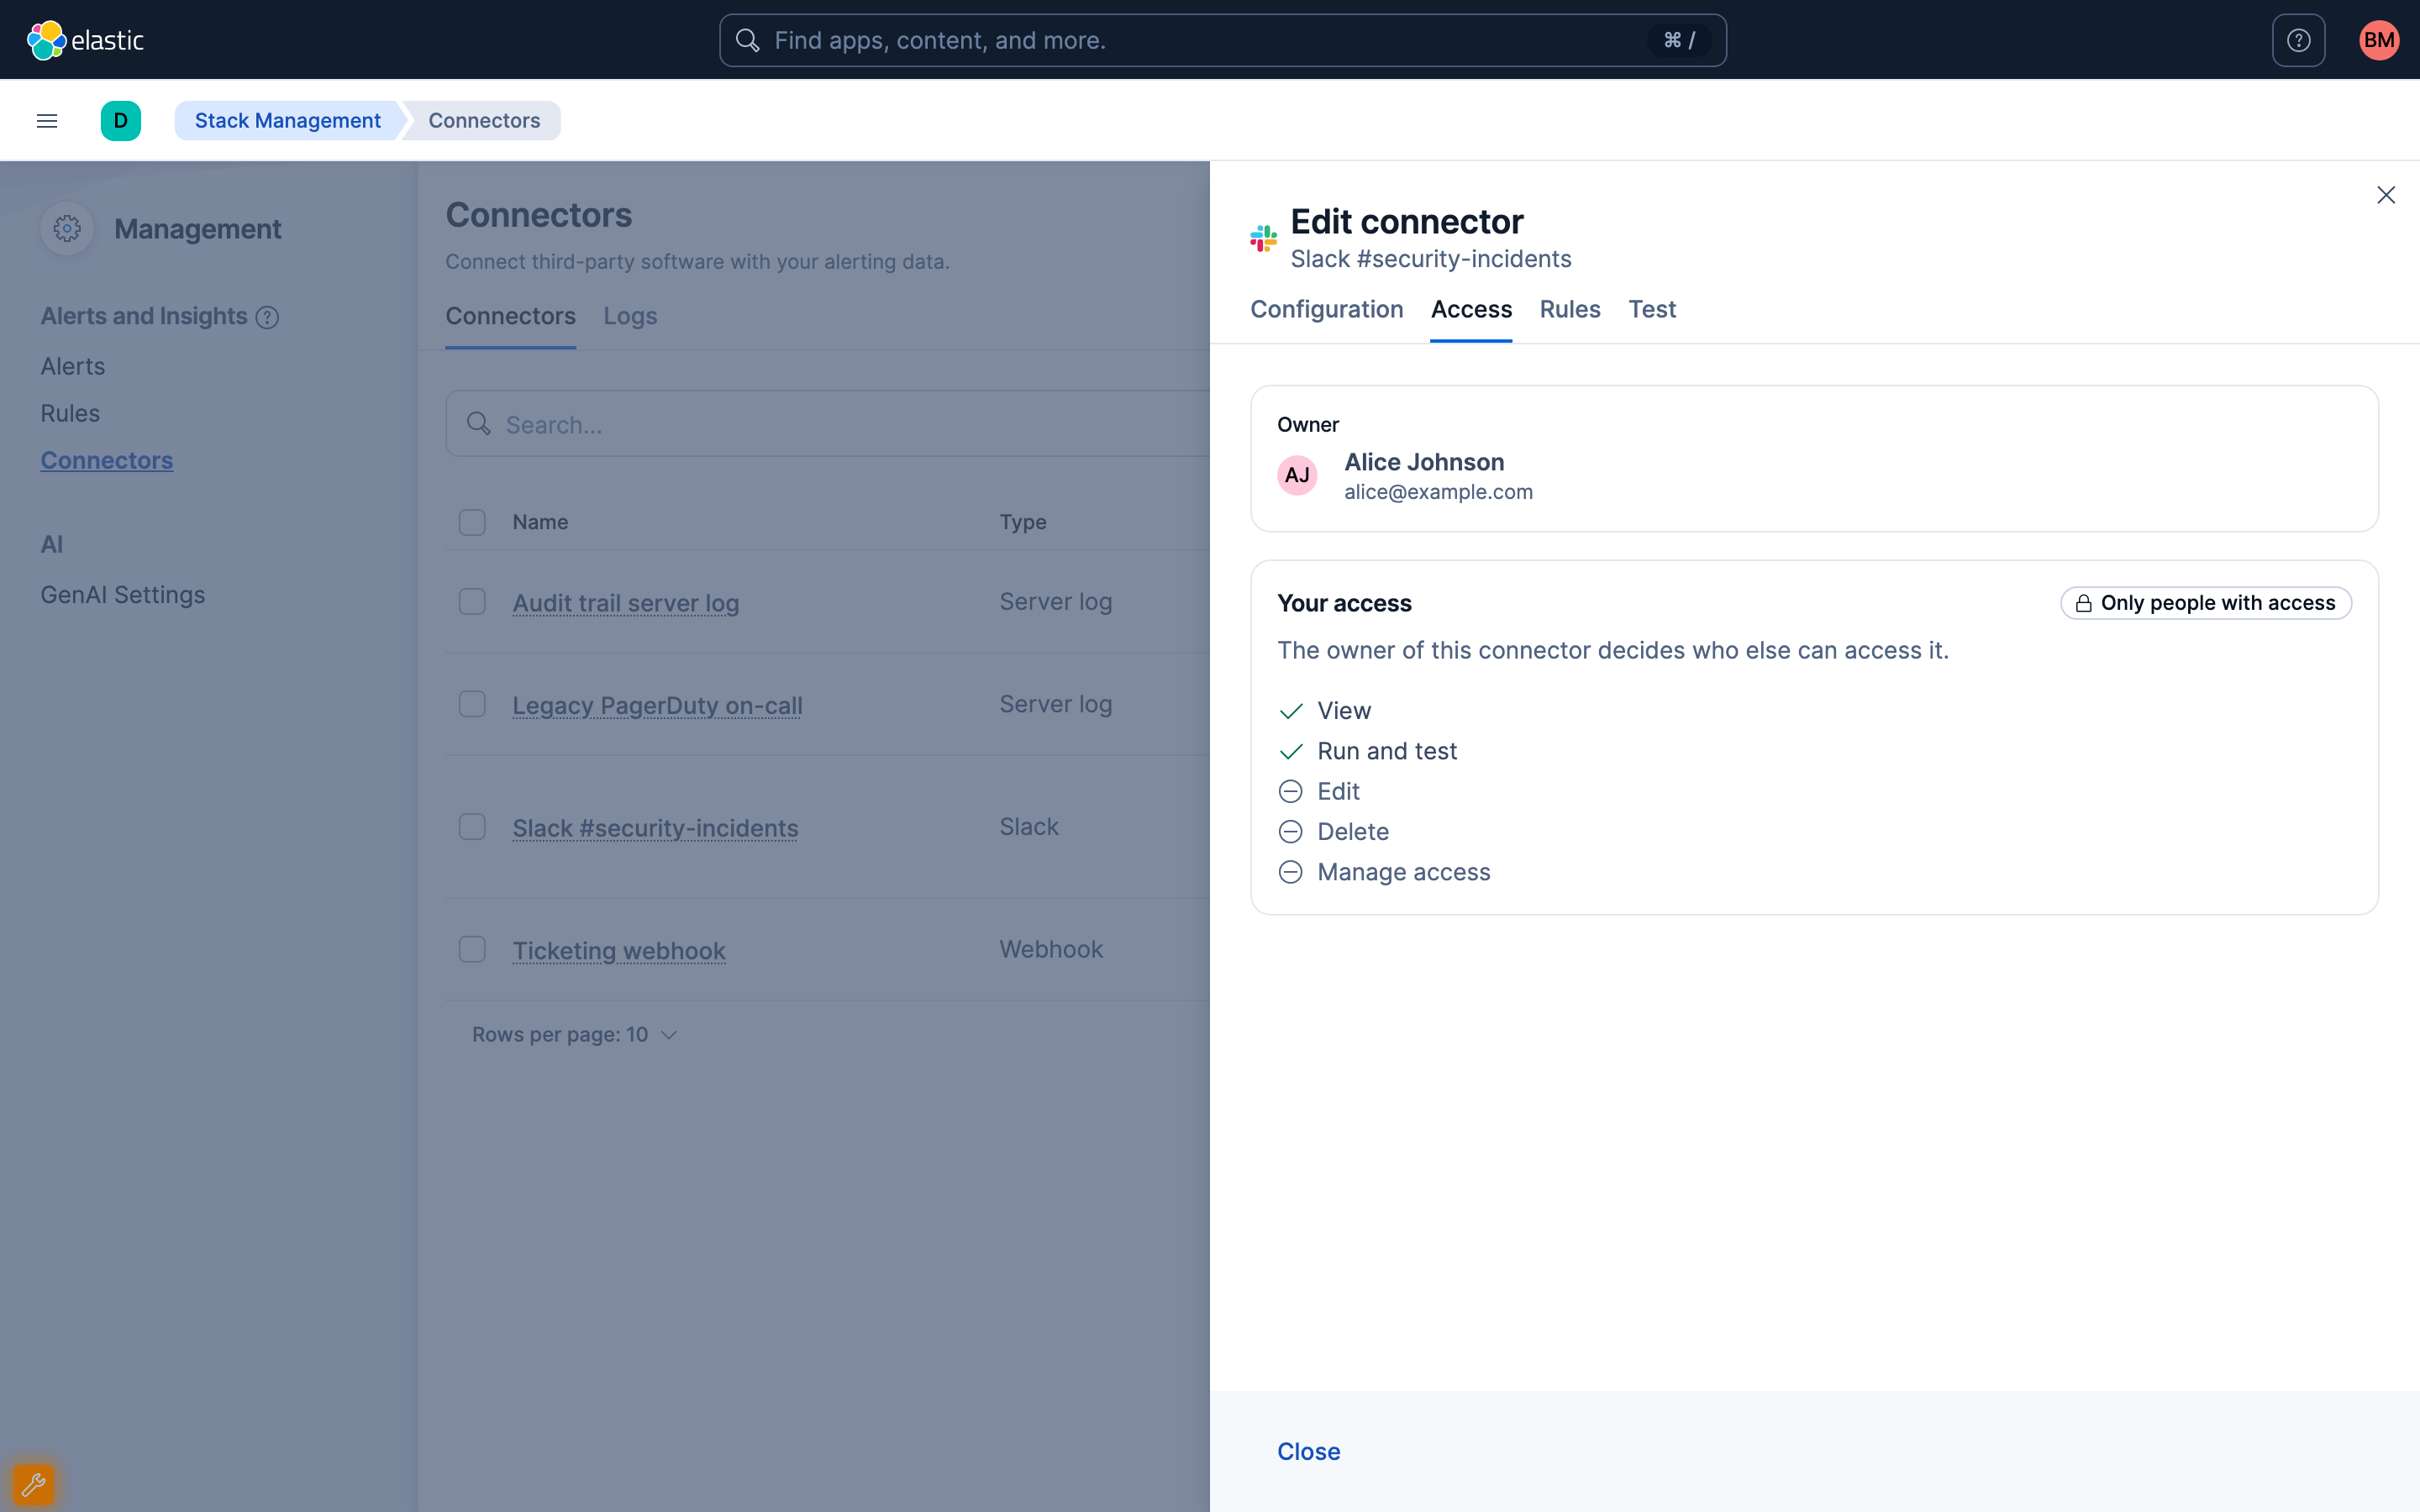 elastic
Find apps, content, and more.
⌘ /
BM
D
Stack Management
Connectors
Management
Alerts and Insights
Alerts
Rules
Connectors
AI
GenAI Settings
Connectors
Connect third-party software with your alerting data.
Connectors
Logs
Search...
Name
Type
Audit trail server log
Server log
Legacy PagerDuty on-call
Server log
Slack #security-incidents
Slack
Ticketing webhook
Webhook
Rows per page: 10
Edit connector
Slack #security-incidents
Configuration
Access
Rules
Test
Owner
AJ
Alice Johnson
alice@example.com
Your access
Only people with access
The owner of this connector decides who else can access it.
View
Run and test
Edit
Delete
Manage access
Close